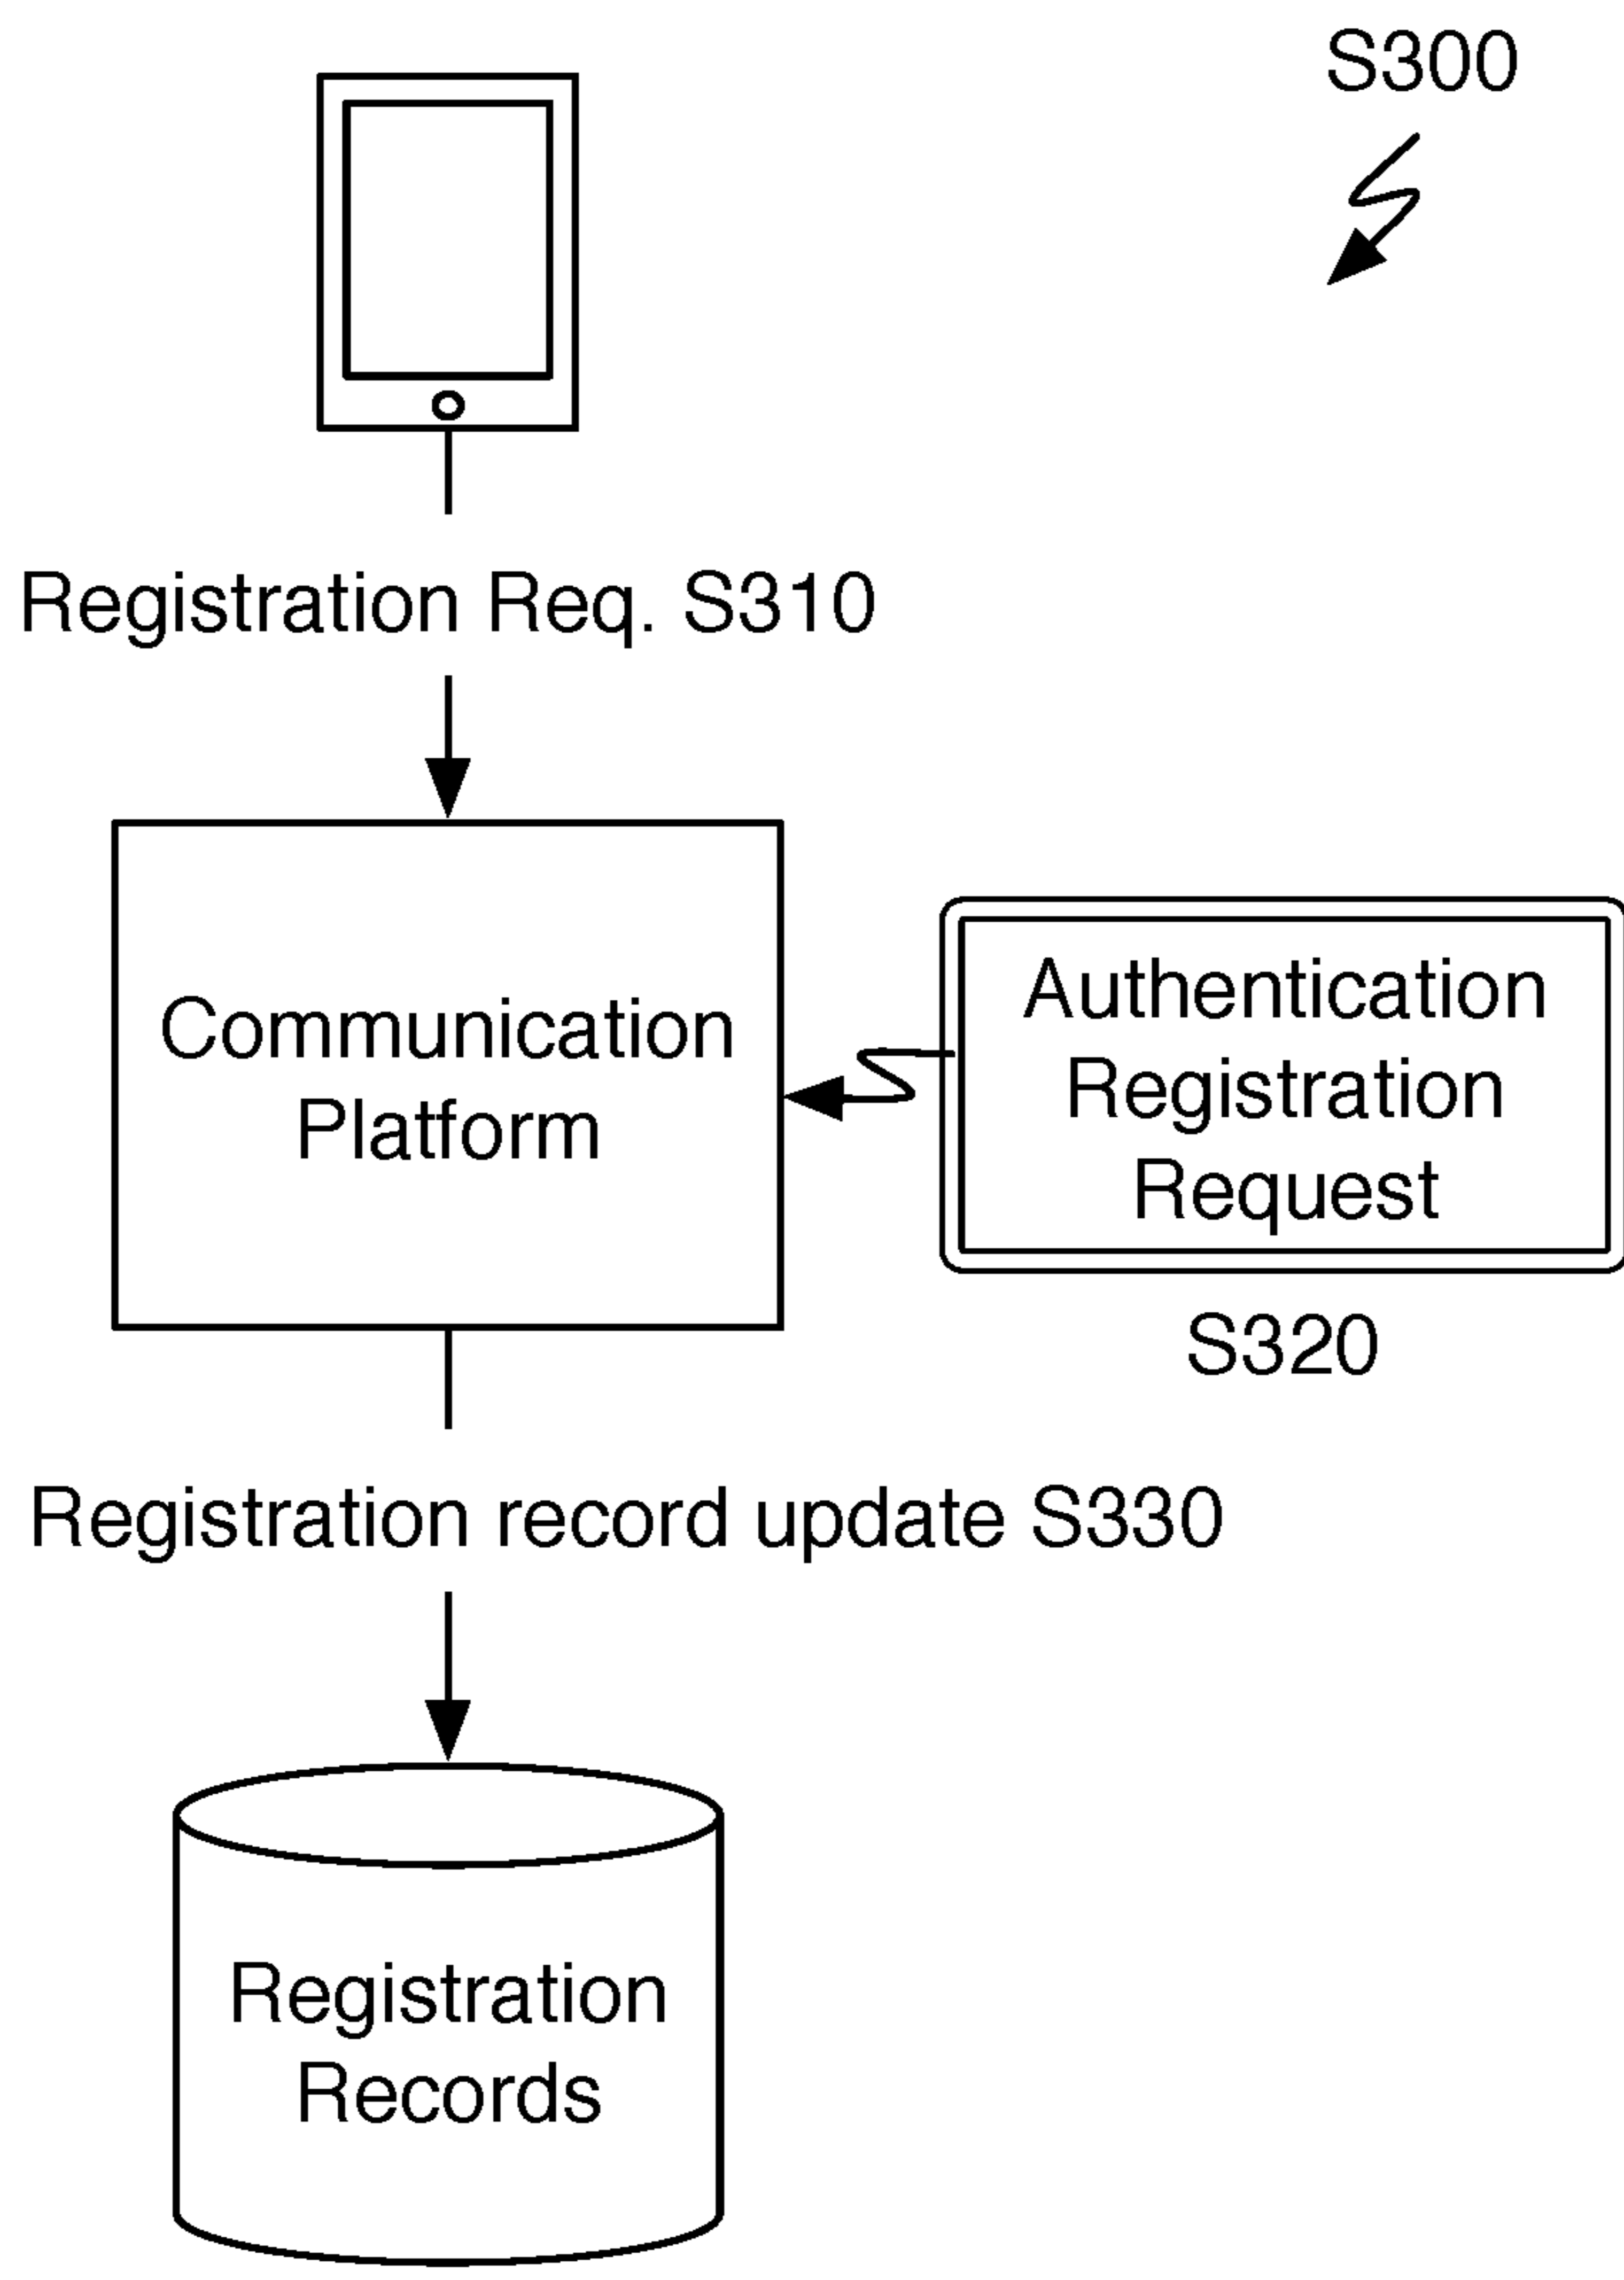 S300
Registration Req. S310
Communication
Platform
Authentication
Registration
Request
S320
Registration record update S330
Registration
Records